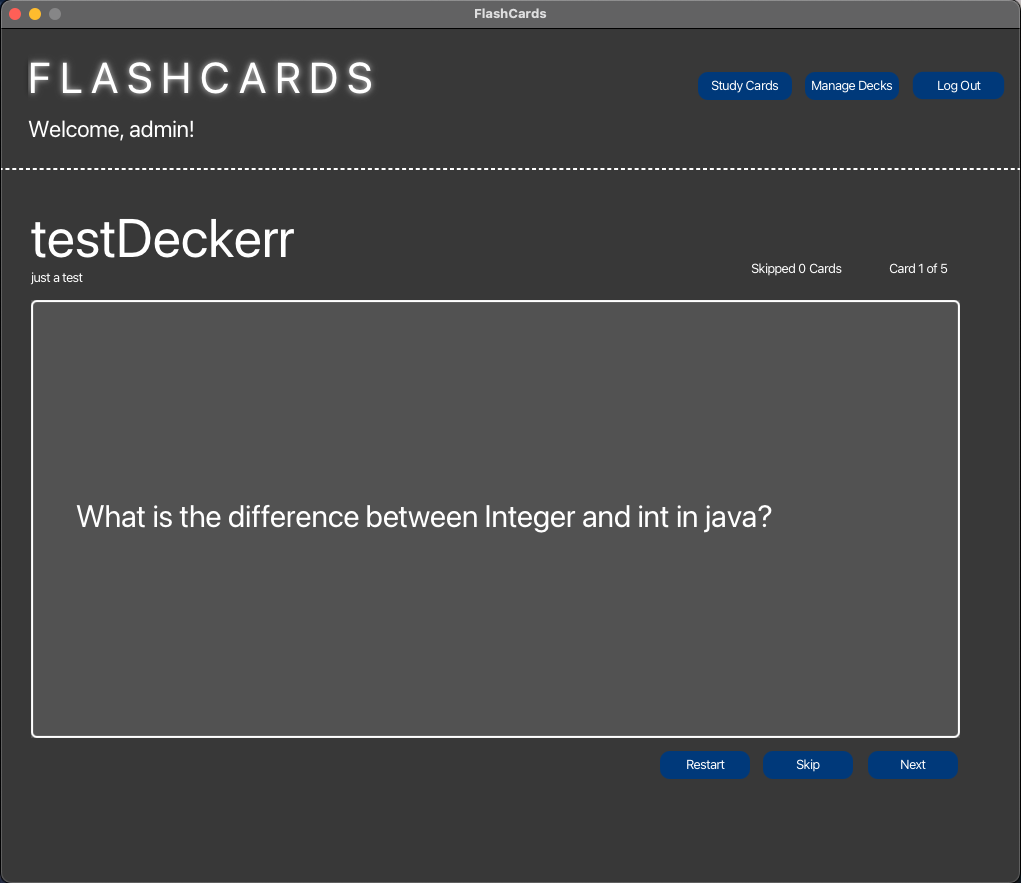 FlashCards
FLASHCARDS
Study Cards
Manage Decks
Log Out
Welcome, admin!
testDeckerr
just a test
Skipped 0 Cards
Card 1 of 5
What is the difference between Integer and int in java?
Restart
Skip
Next